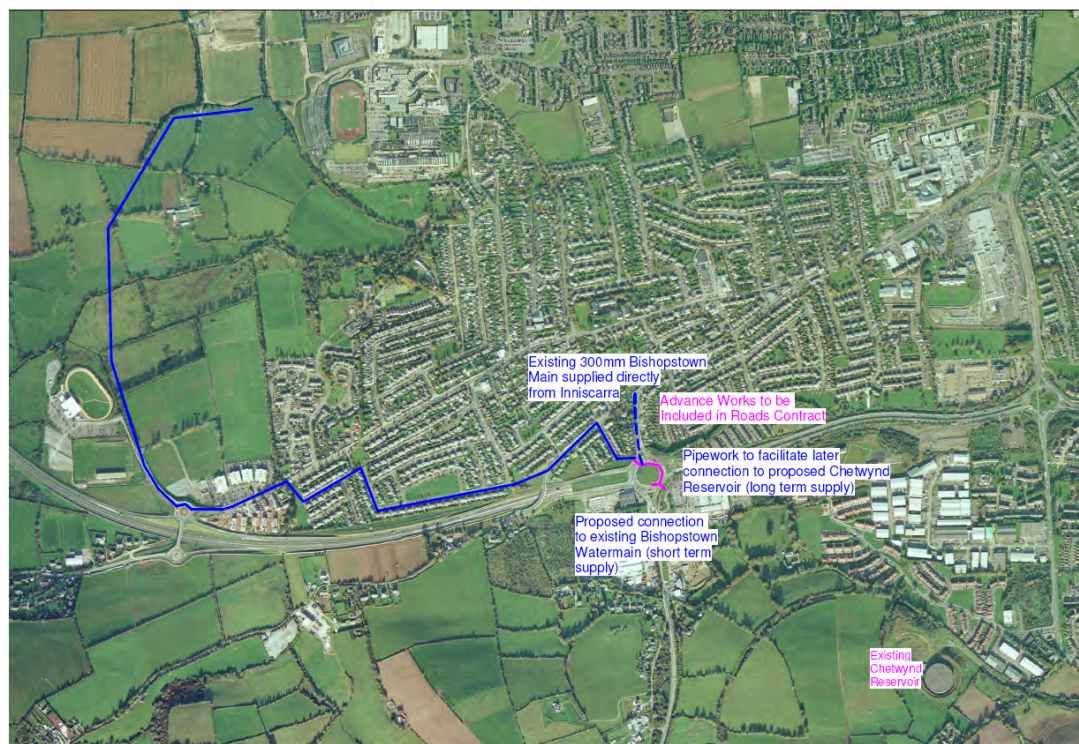 Existing 300mm Bishopstown
Main supplied directly
from Inniscarra
Advance Works to be
Included in Roads Contract
Pipework to facilitate later
connection to proposed Chetwynd
Reservoir (long term supply)
Proposed connection
to existing Bishopstown
Watermain (short term
supply)
Existing
Chetwynd
Reservoir